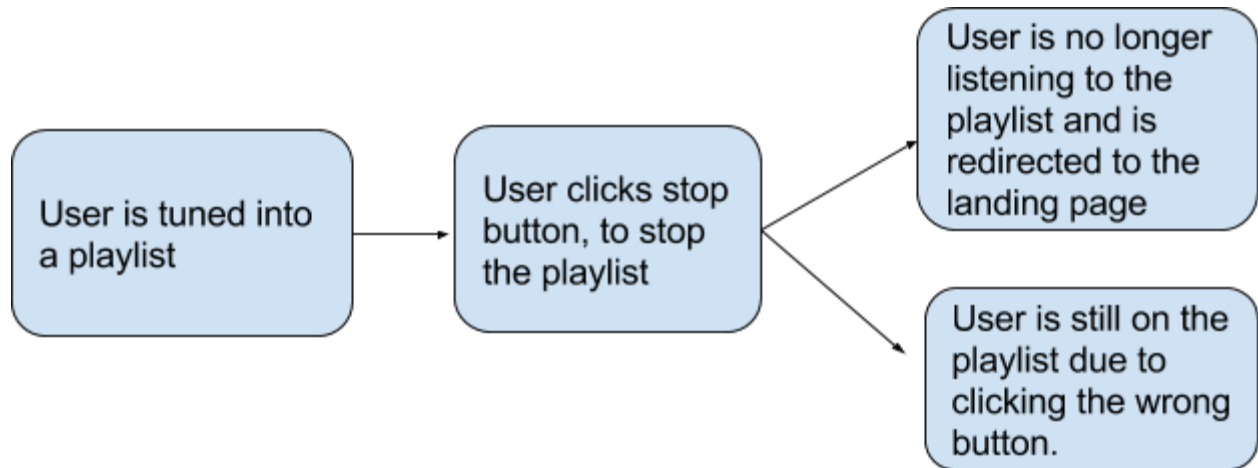 User is tuned into
a playlist
User clicks stop
button, to stop
the playlist
User is no longer
listening to the
playlist and is
redirected to the
landing page
User is still on the
playlist due to
clicking the wrong
button.